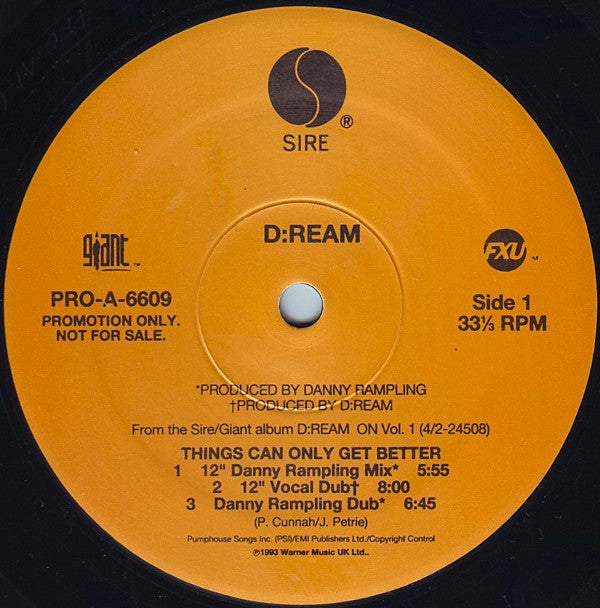 SIRE ®
D:REAM
giant ™
FXU
PRO-A-6609
PROMOTION ONLY.
NOT FOR SALE.
Side 1
33⅓ RPM
*PRODUCED BY DANNY RAMPLING
†PRODUCED BY D:REAM
From the Sire/Giant album D:REAM ON Vol. 1 (4/2-24508)
THINGS CAN ONLY GET BETTER
1 12" Danny Rampling Mix* 5:55
2 12" Vocal Dub† 8:00
3 Danny Rampling Dub* 6:45
(P. Cunnah/J. Petrie)
Pumphouse Songs Inc. (PSI)/EMI Publishers Ltd./Copyright Control
℗1993 Warner Music UK Ltd..